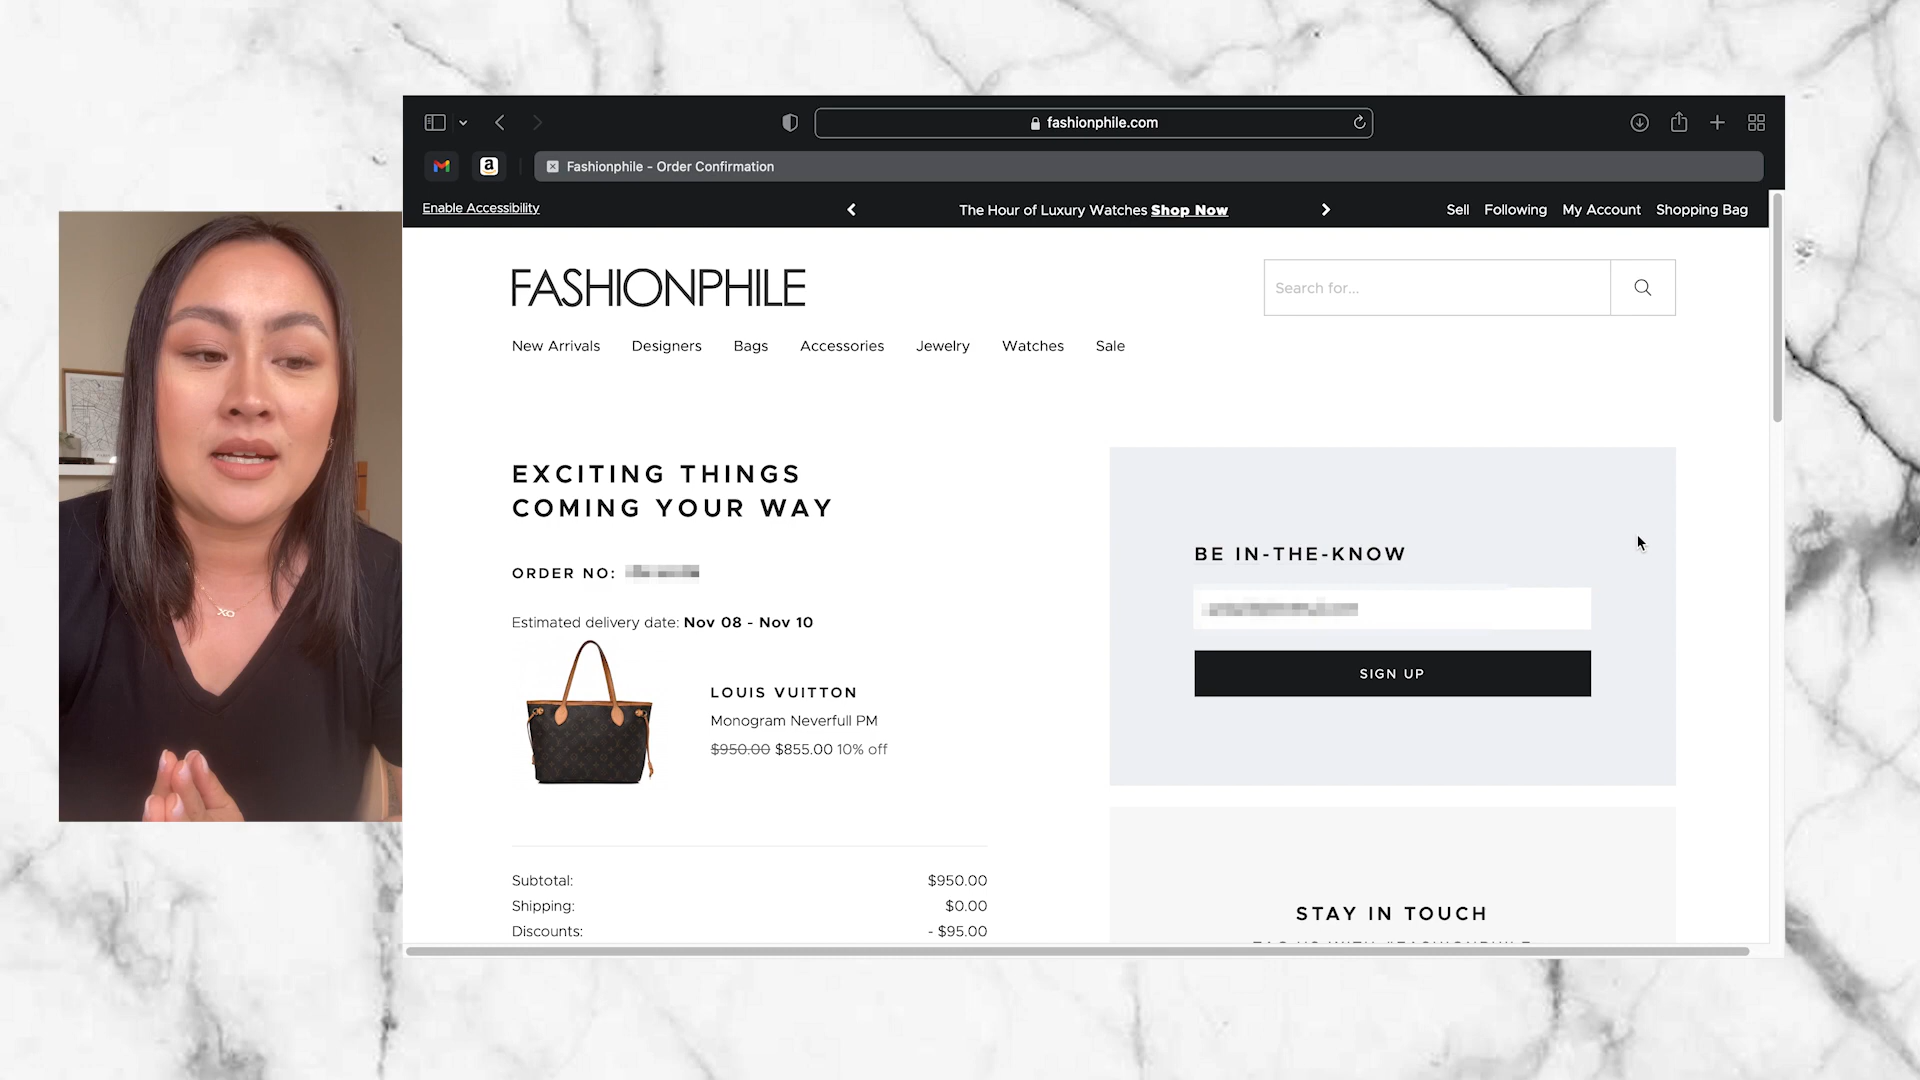 fashionphile.com
a
Fashionphile - Order Confirmation
Enable Accessibility
The Hour of Luxury Watches Shop Now
Sell Following My Account Shopping Bag
FASHIONPHILE
Search for...
New Arrivals Designers Bags Accessories Jewelry Watches Sale
EXCITING THINGS
COMING YOUR WAY
ORDER NO:
Estimated delivery date: Nov 08 - Nov 10
LOUIS VUITTON
Monogram Neverfull PM
$950.00 $855.00 10% off
Subtotal: $950.00
Shipping: $0.00
Discounts: - $95.00
BE IN-THE-KNOW
SIGN UP
STAY IN TOUCH
xo